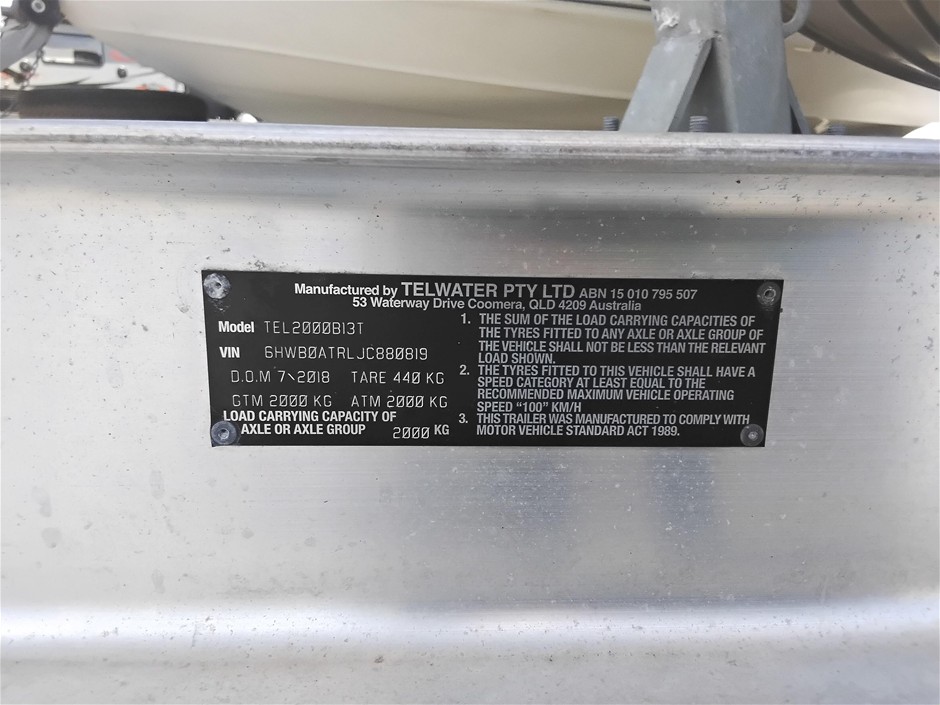 Manufactured by TELWATER PTY LTD ABN 15 010 795 507
53 Waterway Drive Coomera, QLD 4209 Australia
Model TEL2000B13T
VIN 6HWB0ATRLJC880819
D.O.M 7\2018 TARE 440 KG
GTM 2000 KG ATM 2000 KG
LOAD CARRYING CAPACITY OF
AXLE OR AXLE GROUP 2000 KG
1. THE SUM OF THE LOAD CARRYING CAPACITIES OF
THE TYRES FITTED TO ANY AXLE OR AXLE GROUP OF
THE VEHICLE SHALL NOT BE LESS THAN THE RELEVANT
LOAD SHOWN.
2. THE TYRES FITTED TO THIS VEHICLE SHALL HAVE A
SPEED CATEGORY AT LEAST EQUAL TO THE
RECOMMENDED MAXIMUM VEHICLE OPERATING
SPEED "100" KM/H
3. THIS TRAILER WAS MANUFACTURED TO COMPLY WITH
MOTOR VEHICLE STANDARD ACT 1989.